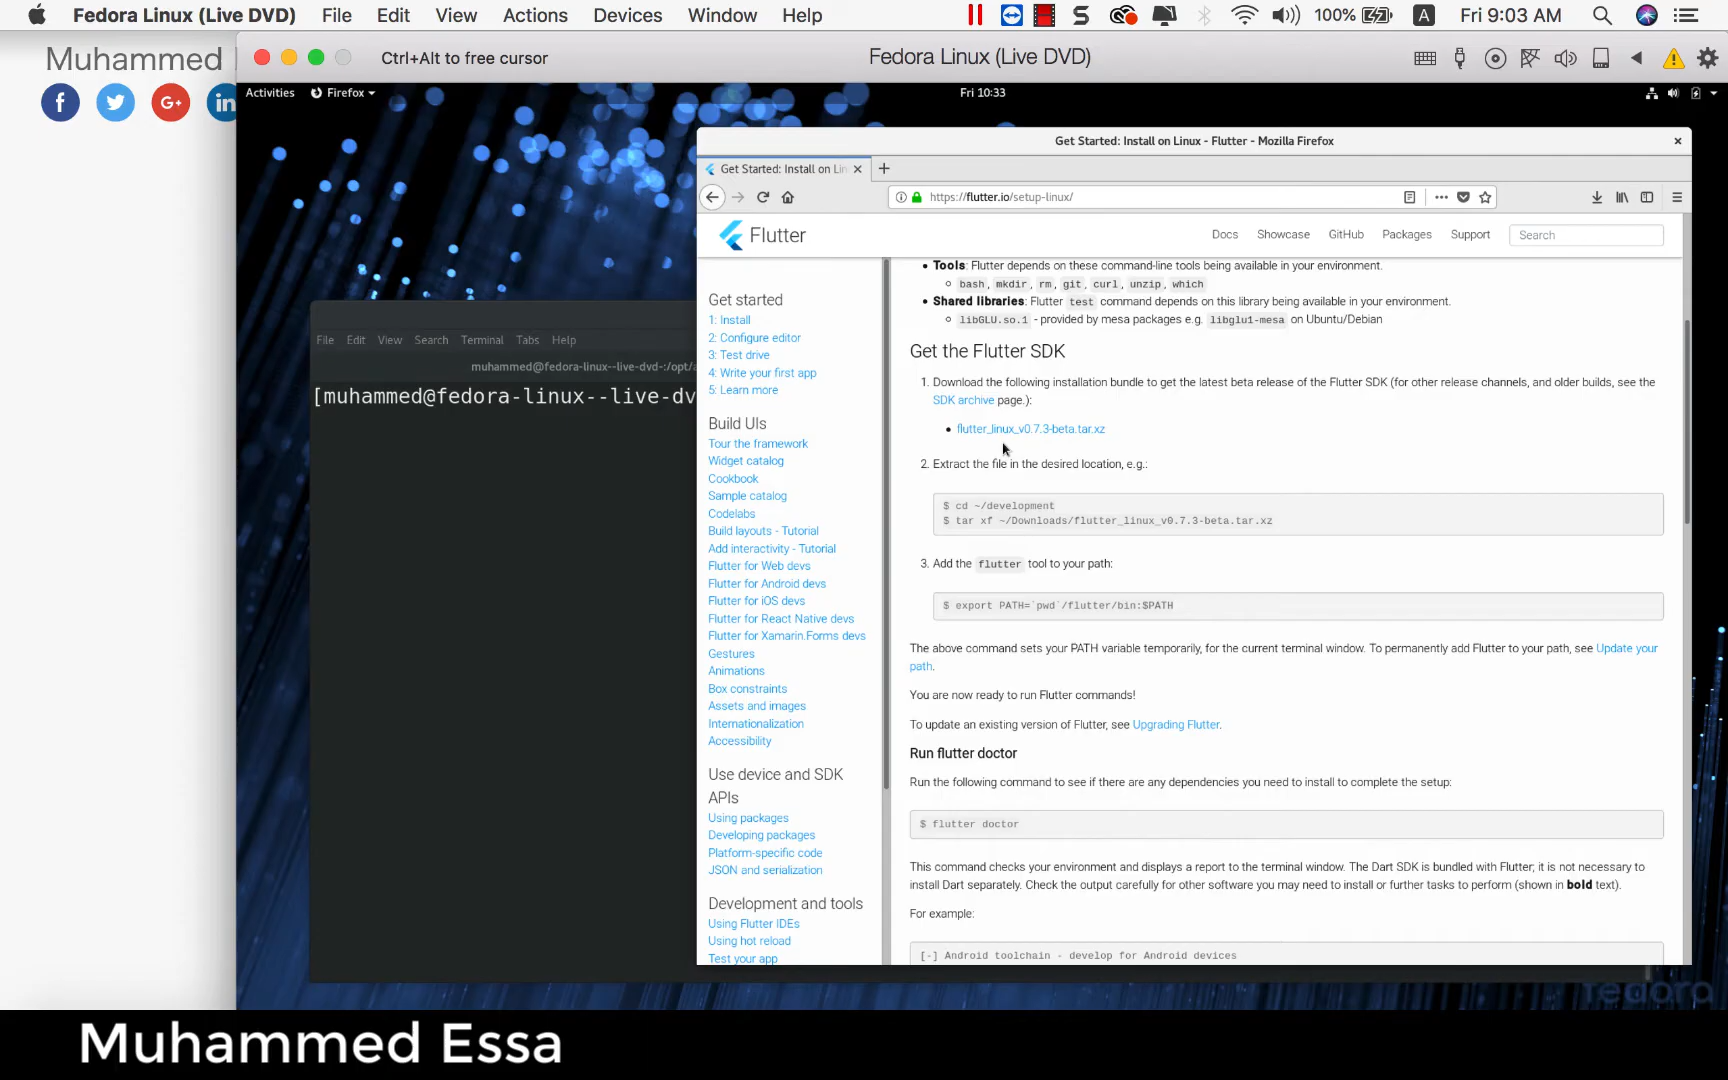 Fedora Linux (Live DVD) File Edit View Actions Devices Window Help 100% A Fri 9:03 AM
Muhammed
Ctrl+Alt to free cursor Fedora Linux (Live DVD)
Activities Firefox Fri 10:33
Get Started: Install on Linux - Flutter - Mozilla Firefox
Get Started: Install on Lin
https://flutter.io/setup-linux/
Flutter Docs Showcase GitHub Packages Support Search
File Edit View Search Terminal Tabs Help
muhammed@fedora-linux--live-dvd-:/opt/a
[muhammed@fedora-linux--live-dv
Get started
1: Install
2: Configure editor
3: Test drive
4: Write your first app
5: Learn more
Build UIs
Tour the framework
Widget catalog
Cookbook
Sample catalog
Codelabs
Build layouts - Tutorial
Add interactivity - Tutorial
Flutter for Web devs
Flutter for Android devs
Flutter for iOS devs
Flutter for React Native devs
Flutter for Xamarin.Forms devs
Gestures
Animations
Box constraints
Assets and images
Internationalization
Accessibility
Use device and SDK
APIs
Using packages
Developing packages
Platform-specific code
JSON and serialization
Development and tools
Using Flutter IDEs
Using hot reload
Test your app
• Tools: Flutter depends on these command-line tools being available in your environment.
bash, mkdir, rm, git, curl, unzip, which
• Shared libraries: Flutter test command depends on this library being available in your environment.
libGLU.so.1 - provided by mesa packages e.g. libglu1-mesa on Ubuntu/Debian
Get the Flutter SDK
1. Download the following installation bundle to get the latest beta release of the Flutter SDK (for other release channels, and older builds, see the
SDK archive page.):
• flutter_linux_v0.7.3-beta.tar.xz
2. Extract the file in the desired location, e.g.:
$ cd ~/development
$ tar xf ~/Downloads/flutter_linux_v0.7.3-beta.tar.xz
3. Add the flutter tool to your path:
$ export PATH=`pwd`/flutter/bin:$PATH
The above command sets your PATH variable temporarily, for the current terminal window. To permanently add Flutter to your path, see Update your
path.
You are now ready to run Flutter commands!
To update an existing version of Flutter, see Upgrading Flutter.
Run flutter doctor
Run the following command to see if there are any dependencies you need to install to complete the setup:
$ flutter doctor
This command checks your environment and displays a report to the terminal window. The Dart SDK is bundled with Flutter; it is not necessary to
install Dart separately. Check the output carefully for other software you may need to install or further tasks to perform (shown in bold text).
For example:
[-] Android toolchain - develop for Android devices
fedora
Muhammed Essa